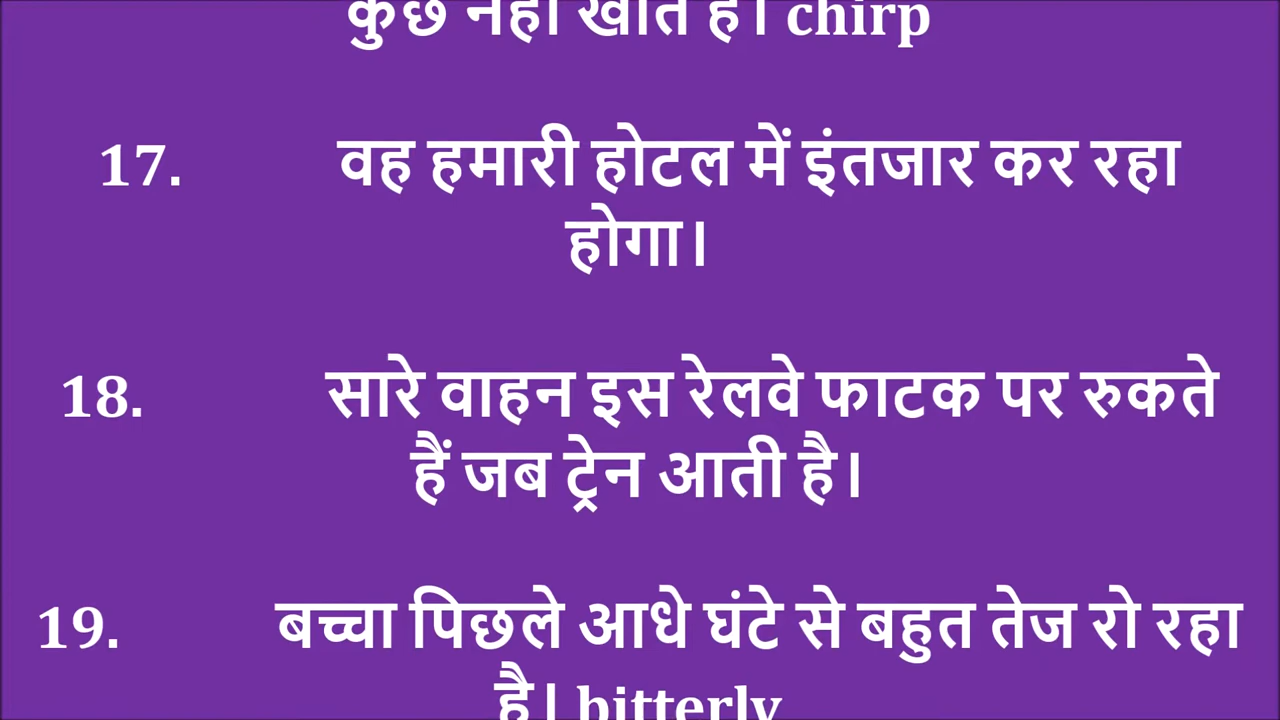 कुछ नहीं खाते हैं। chirp
17. वह हमारी होटल में इंतजार कर रहा
होगा।
18. सारे वाहन इस रेलवे फाटक पर रुकते
हैं जब ट्रेन आती है।
19. बच्चा पिछले आधे घंटे से बहुत तेज रो रहा
है। bitterly